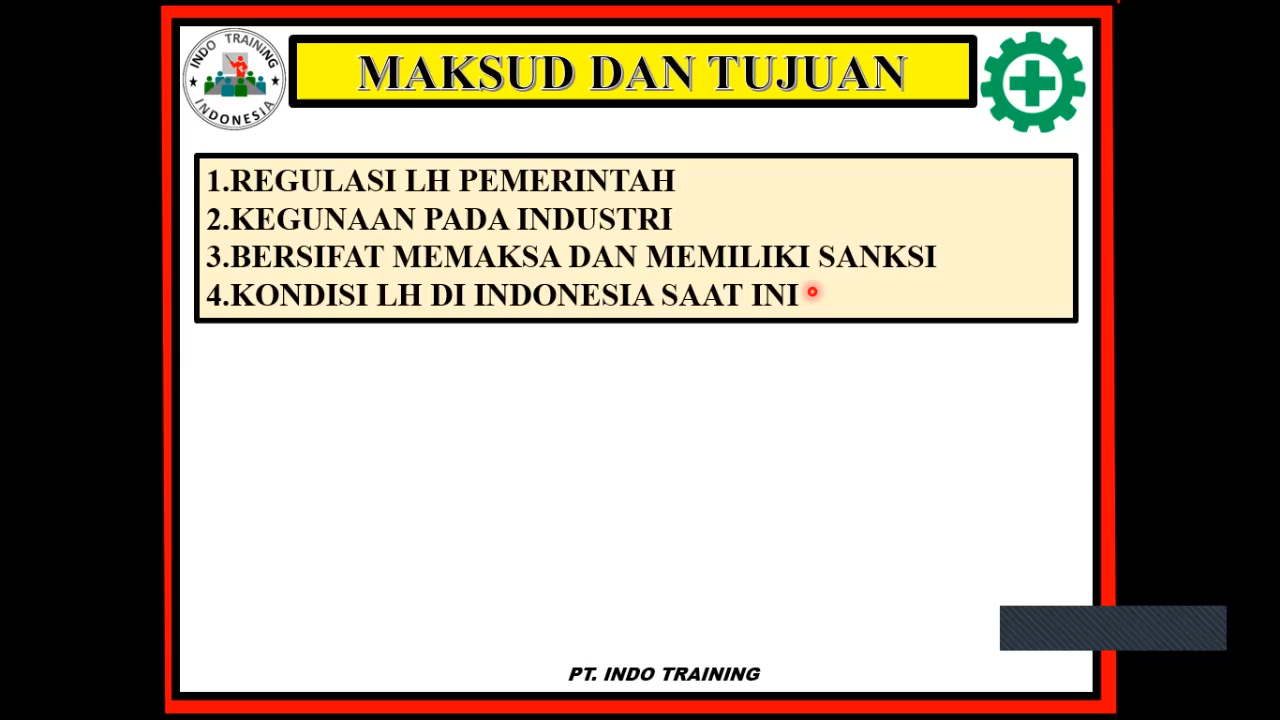 INDO TRAINING
INDONESIA
MAKSUD DAN TUJUAN
1.REGULASI LH PEMERINTAH
2.KEGUNAAN PADA INDUSTRI
3.BERSIFAT MEMAKSA DAN MEMILIKI SANKSI
4.KONDISI LH DI INDONESIA SAAT INI
PT. INDO TRAINING